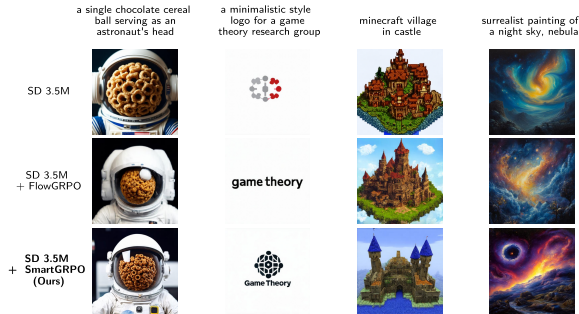 a single chocolate cereal
ball serving as an
astronaut's head
a minimalistic style
logo for a game
theory research group
minecraft village
in castle
surrealist painting of
a night sky, nebula
SD 3.5M
SD 3.5M
+ FlowGRPO
game theory
SD 3.5M
+ SmartGRPO
(Ours)
Game Theory